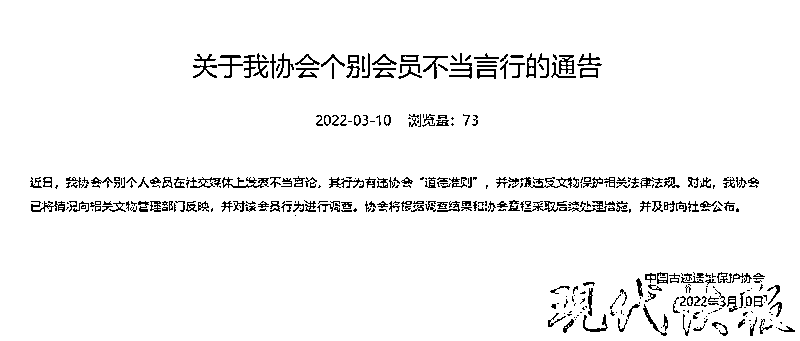 关于我协会个别会员不当言行的通告
2022-03-10 浏览量：73
近日，我协会个别个人会员在社交媒体上发表不当言论，其行为有违协会“道德准则”，并涉嫌违反文物保护相关法律法规。对此，我协会
已将情况向相关文物管理部门反映，并对该会员行为进行调查。协会将根据调查结果和协会章程采取后续处理措施，并及时向社会公布。
中国古迹遗址保护协会
2022年3月10日
现代快报